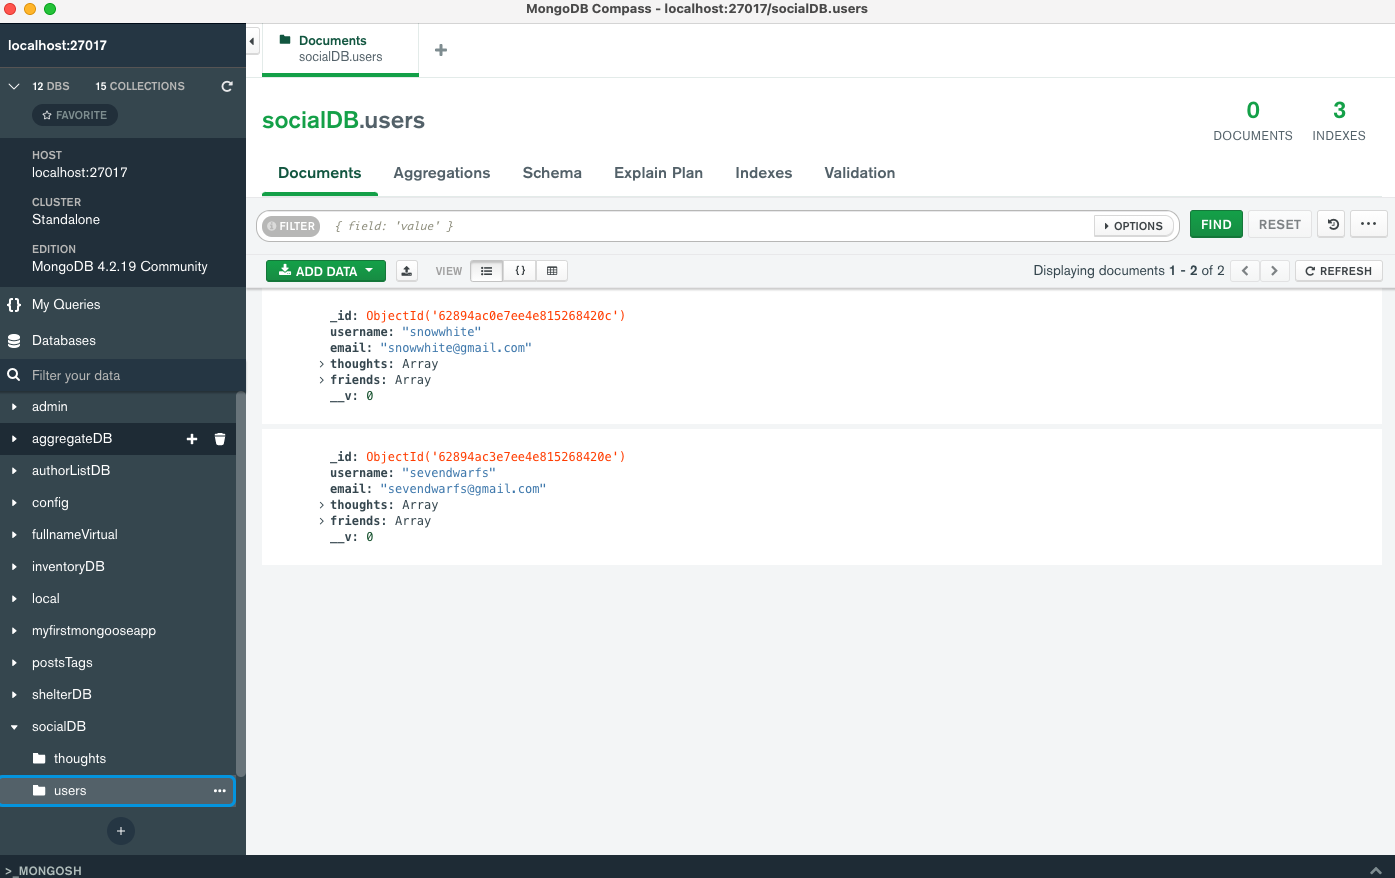 MongoDB Compass - localhost:27017/socialDB.users
localhost:27017
12 DBS 15 COLLECTIONS
FAVORITE
HOST
localhost:27017
CLUSTER
Standalone
EDITION
MongoDB 4.2.19 Community
My Queries
Databases
Filter your data
admin
aggregateDB
authorListDB
config
fullnameVirtual
inventoryDB
local
myfirstmongooseapp
postsTags
shelterDB
socialDB
thoughts
users
>_MONGOSH
Documents
socialDB.users
socialDB.users
0 DOCUMENTS
3 INDEXES
Documents Aggregations Schema Explain Plan Indexes Validation
FILTER { field: 'value' } OPTIONS FIND RESET
ADD DATA VIEW Displaying documents 1 - 2 of 2 REFRESH
_id: ObjectId('62894ac0e7ee4e815268420c')
username: "snowwhite"
email: "snowwhite@gmail.com"
thoughts: Array
friends: Array
__v: 0
_id: ObjectId('62894ac3e7ee4e815268420e')
username: "sevendwarfs"
email: "sevendwarfs@gmail.com"
thoughts: Array
friends: Array
__v: 0